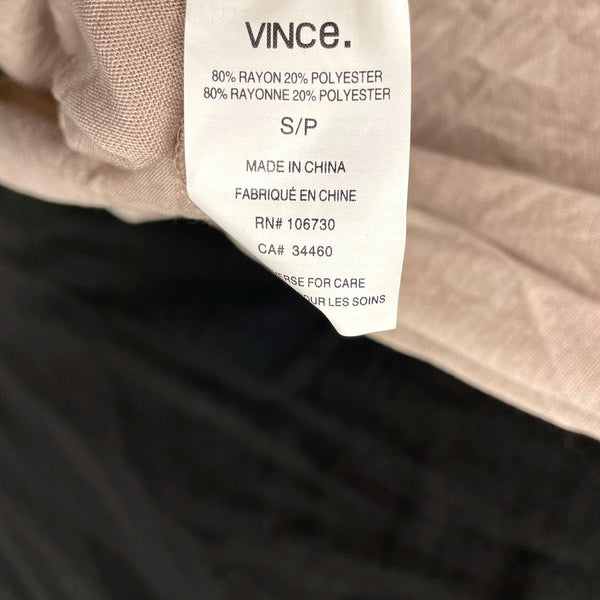 VINCe.
80% RAYON 20% POLYESTER
80% RAYONNE 20% POLYESTER
S/P
MADE IN CHINA
FABRIQUÉ EN CHINE
RN# 106730
CA# 34460
FOR CARE
LES SOINS